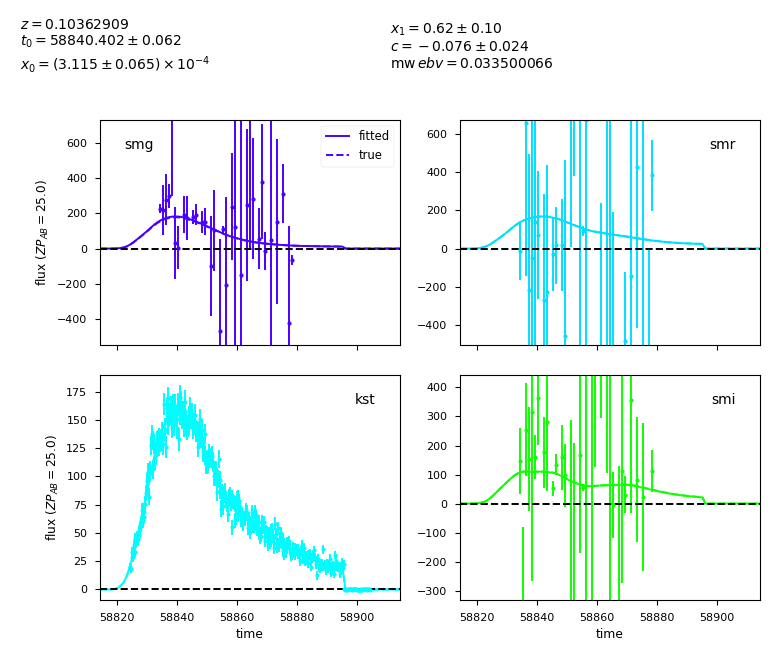 z = 0.10362909
t₀ = 58840.402 ± 0.062
x₀ = (3.115 ± 0.065) × 10⁻⁴
x₁ = 0.62 ± 0.10
c = −0.076 ± 0.024
mw ebv = 0.033500066
smg
fitted
true
600
400
200
0
−200
−400
flux (ZP_AB = 25.0)
smr
600
400
200
0
−200
−400
kst
175
150
125
100
75
50
25
0
flux (ZP_AB = 25.0)
58820 58840 58860 58880 58900
time
smi
400
300
200
100
0
−100
−200
−300
58820 58840 58860 58880 58900
time